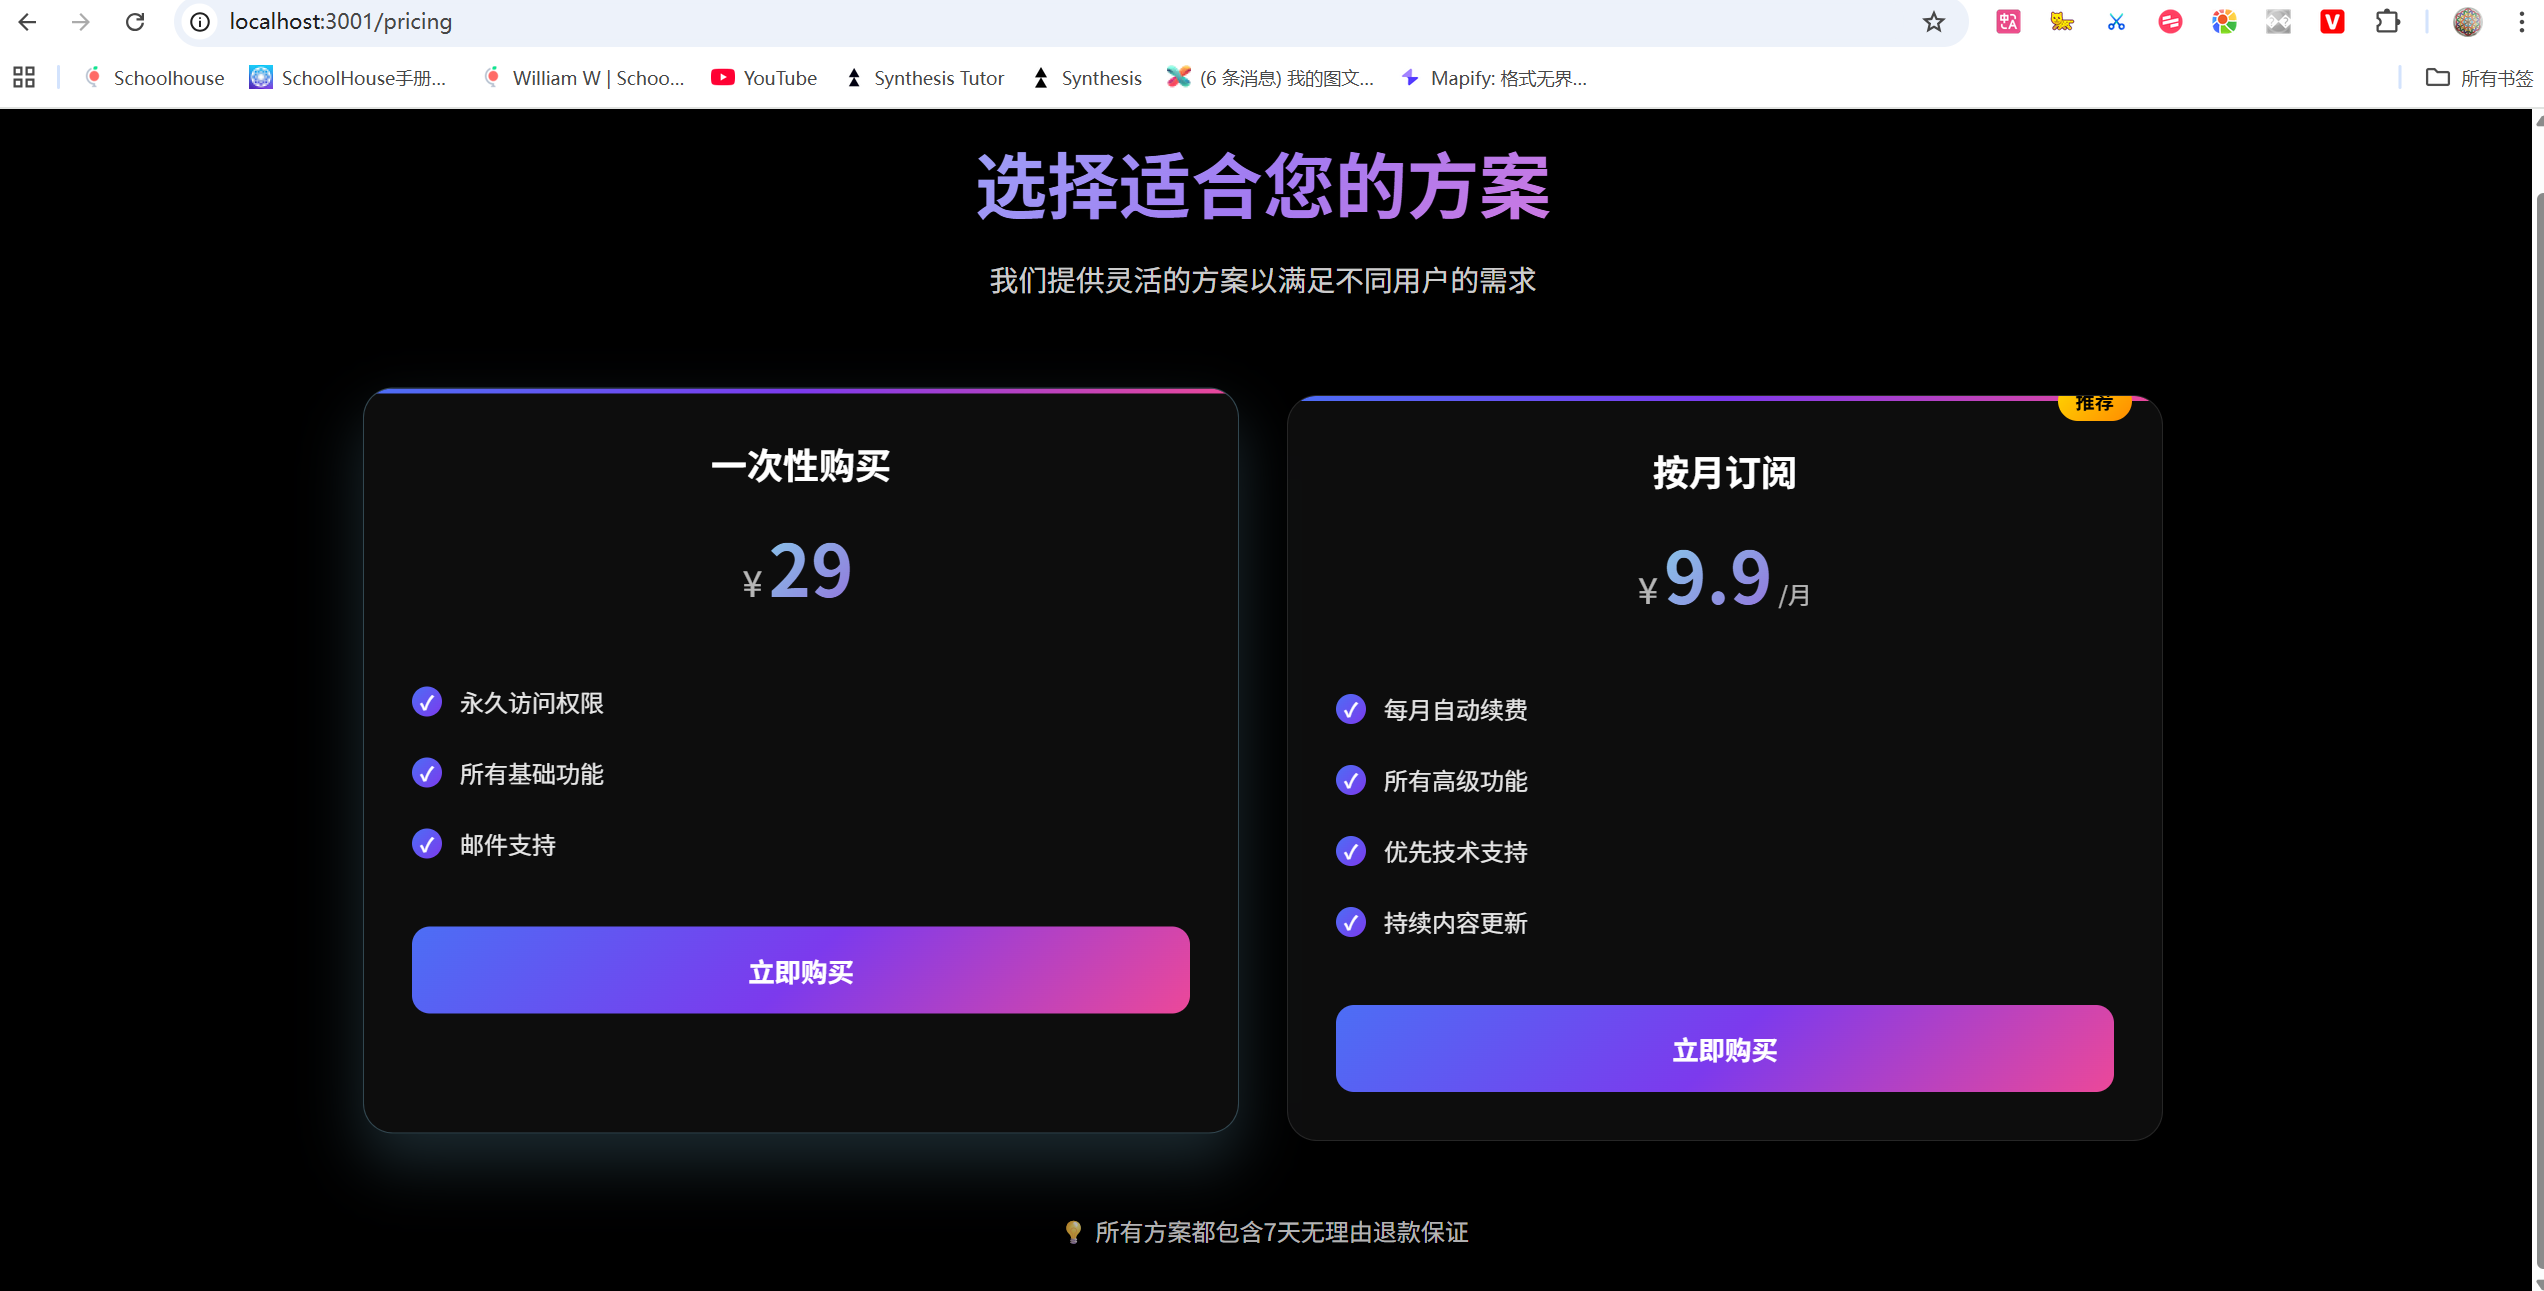 localhost:3001/pricing
Schoolhouse
SchoolHouse手册...
William W | Schoo...
YouTube
Synthesis Tutor
Synthesis
(6 条消息) 我的图文...
Mapify: 格式无界...
所有书签
选择适合您的方案
我们提供灵活的方案以满足不同用户的需求
一次性购买
¥29
✓ 永久访问权限
✓ 所有基础功能
✓ 邮件支持
立即购买
推荐
按月订阅
¥9.9/月
✓ 每月自动续费
✓ 所有高级功能
✓ 优先技术支持
✓ 持续内容更新
立即购买
💡 所有方案都包含7天无理由退款保证